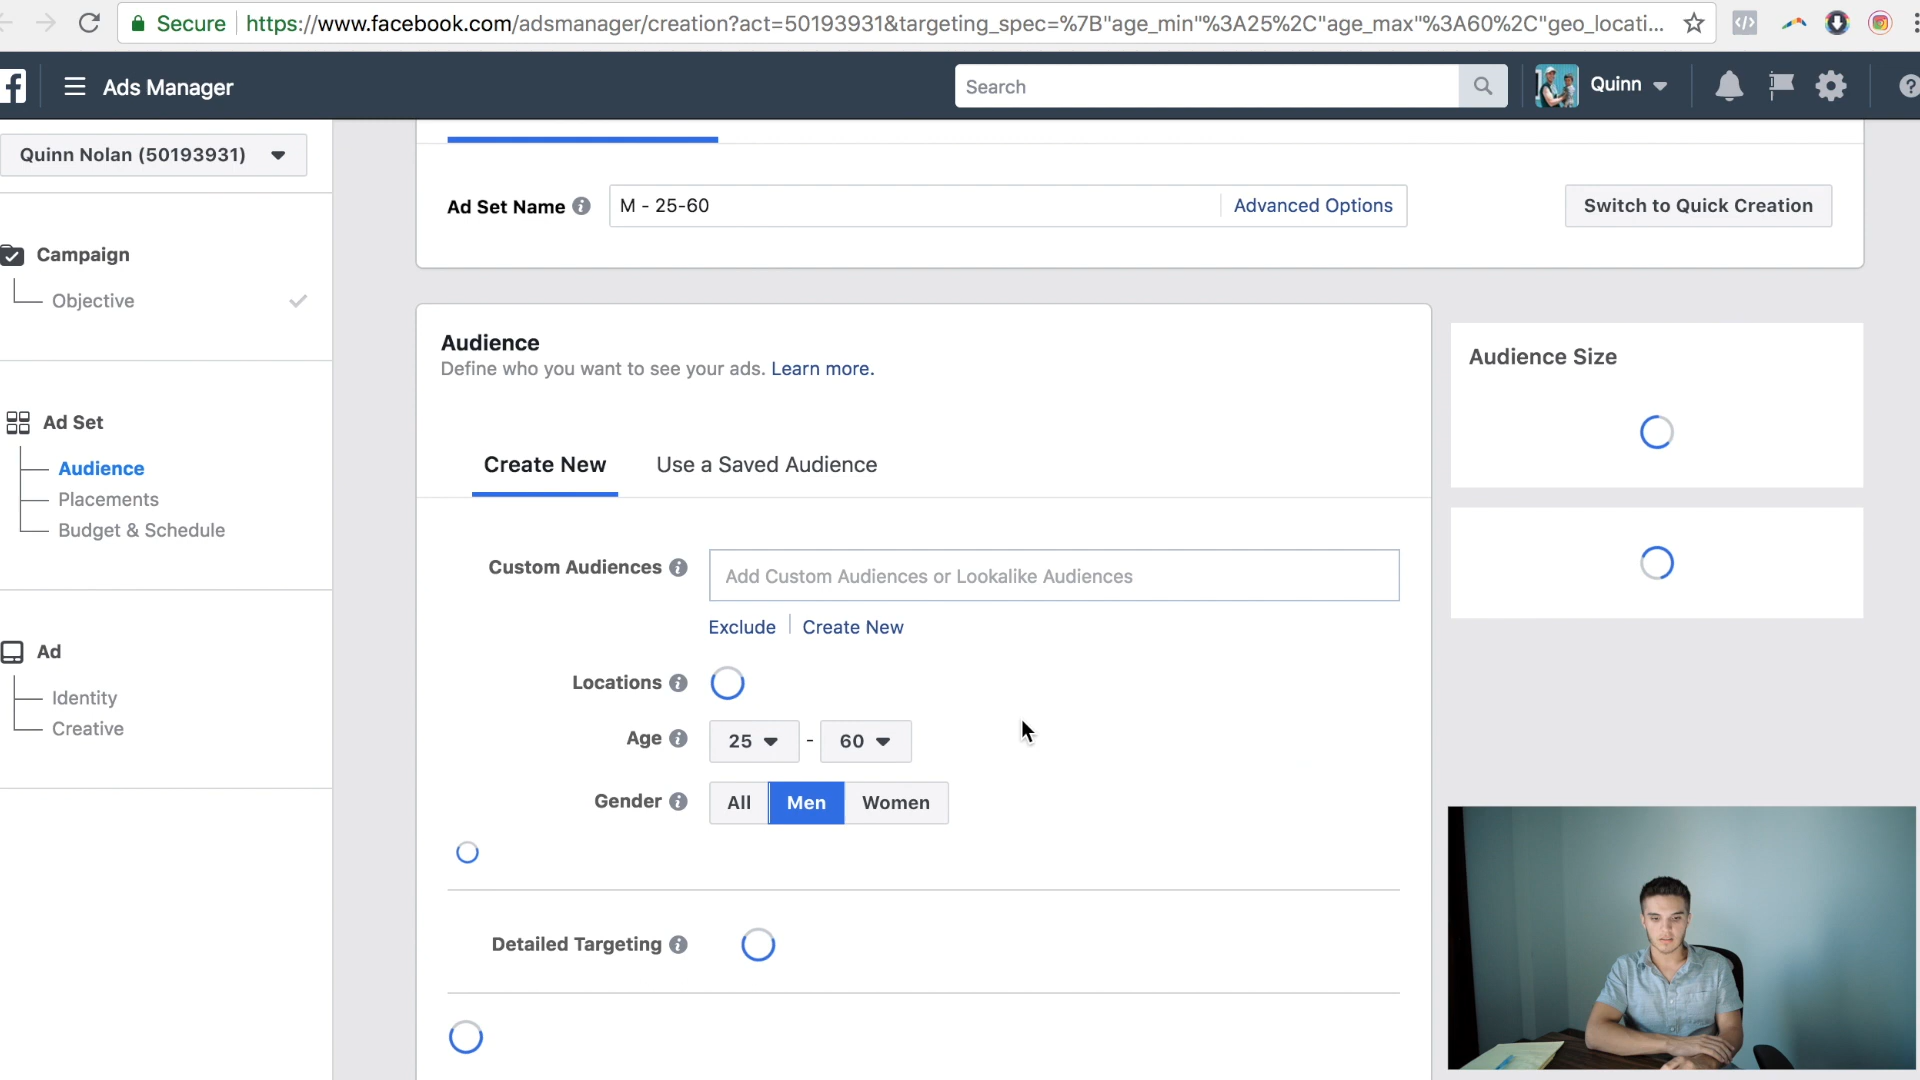 Secure https://www.facebook.com/adsmanager/creation?act=50193931&targeting_spec=%7B"age_min"%3A25%2C"age_max"%3A60%2C"geo_locati...
Ads Manager
Search
Quinn
Quinn Nolan (50193931)
Ad Set Name
M - 25-60
Advanced Options
Switch to Quick Creation
Campaign
Objective
Audience
Define who you want to see your ads. Learn more.
Audience Size
Ad Set
Audience
Placements
Budget & Schedule
Create New
Use a Saved Audience
Custom Audiences
Add Custom Audiences or Lookalike Audiences
Exclude
Create New
Ad
Identity
Creative
Locations
Age
25 - 60
Gender
All
Men
Women
Detailed Targeting